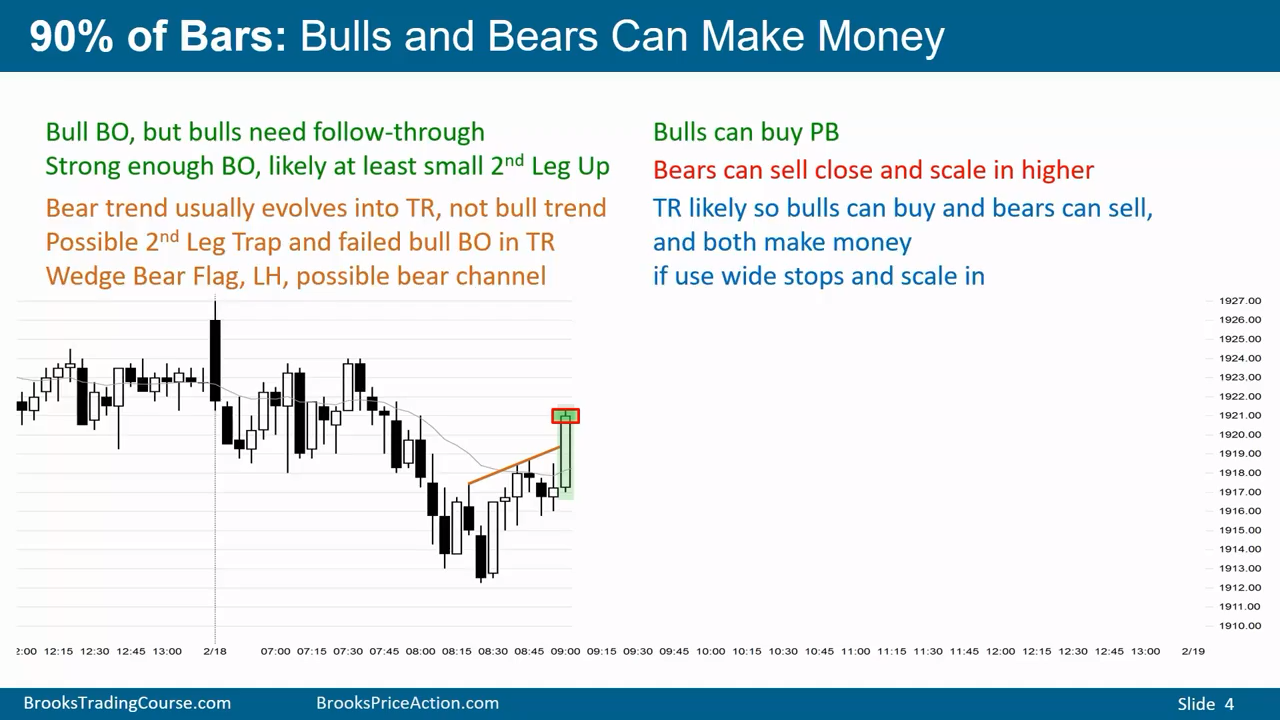 90% of Bars: Bulls and Bears Can Make Money
Bull BO, but bulls need follow-through
Strong enough BO, likely at least small 2nd Leg Up
Bear trend usually evolves into TR, not bull trend
Possible 2nd Leg Trap and failed bull BO in TR
Wedge Bear Flag, LH, possible bear channel
Bulls can buy PB
Bears can sell close and scale in higher
TR likely so bulls can buy and bears can sell,
and both make money
if use wide stops and scale in
1927.00
1926.00
1925.00
1924.00
1923.00
1922.00
1921.00
1920.00
1919.00
1918.00
1917.00
1916.00
1915.00
1914.00
1913.00
1912.00
1911.00
1910.00
2:00 12:15 12:30 12:45 13:00 2/18 07:00 07:15 07:30 07:45 08:00 08:15 08:30 08:45 09:00 09:15 09:30 09:45 10:00 10:15 10:30 10:45 11:00 11:15 11:30 11:45 12:00 12:15 12:30 12:45 13:00 2/19
BrooksTradingCourse.com BrooksPriceAction.com Slide 4